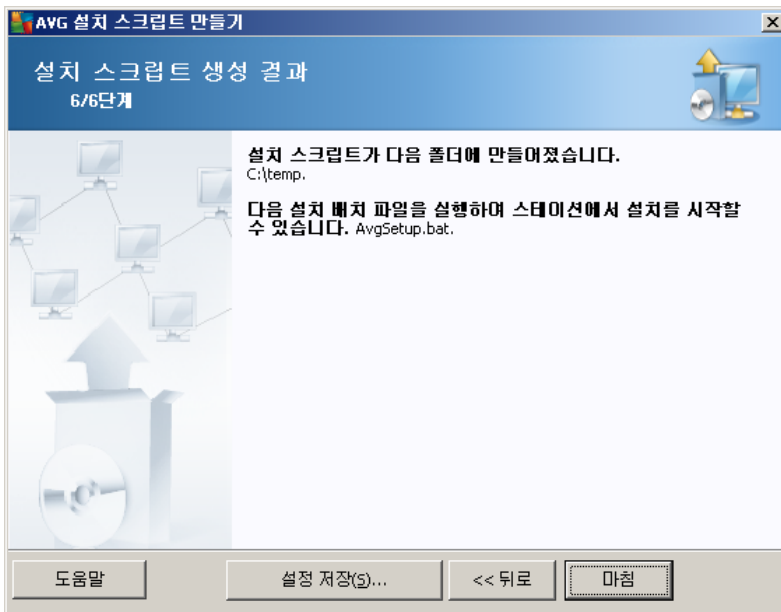 AVG 설치 스크립트 만들기
설치 스크립트 생성 결과
6/6단계
설치 스크립트가 다음 폴더에 만들어졌습니다.
C:\temp.
다음 설치 배치 파일을 실행하여 스테이션에서 설치를 시작할
수 있습니다. AvgSetup.bat.
도움말
설정 저장(S)...
<< 뒤로
마침